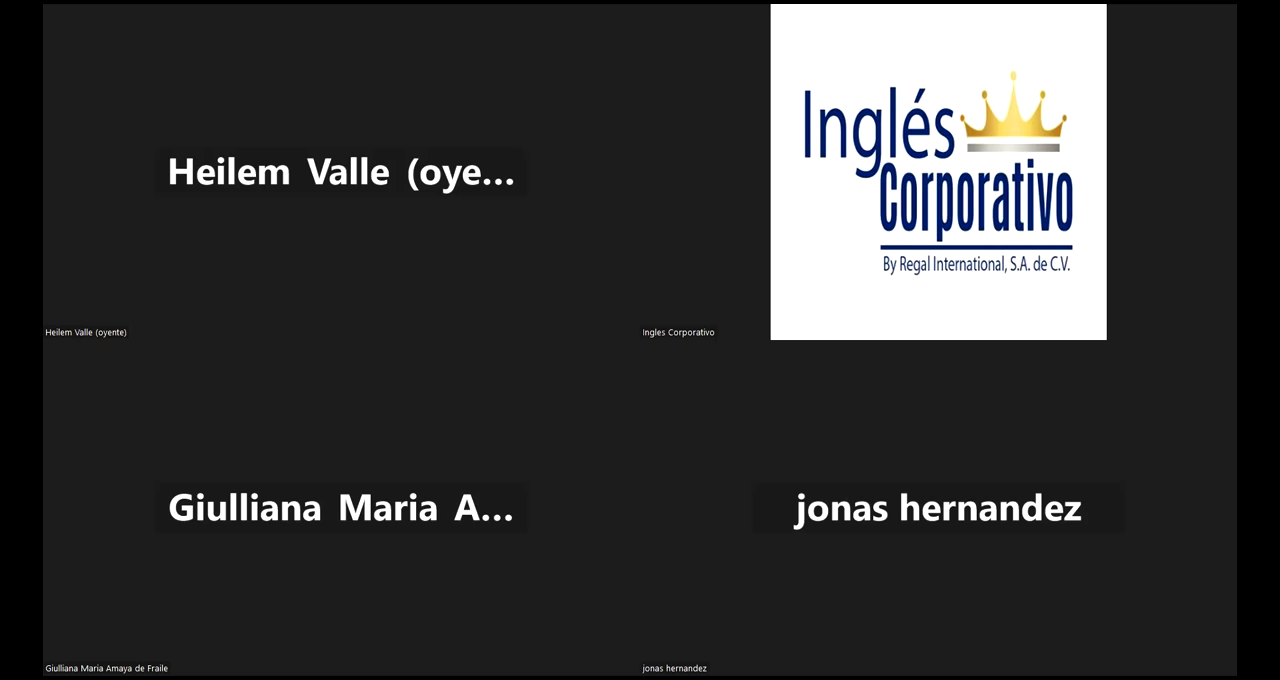 Heilem Valle (oye...
Heilem Valle (oyente)
Inglés
Corporativo
By Regal International, S.A. de C.V.
Ingles Corporativo
Giulliana Maria A...
Giulliana Maria Amaya de Fraile
jonas hernandez
jonas hernandez